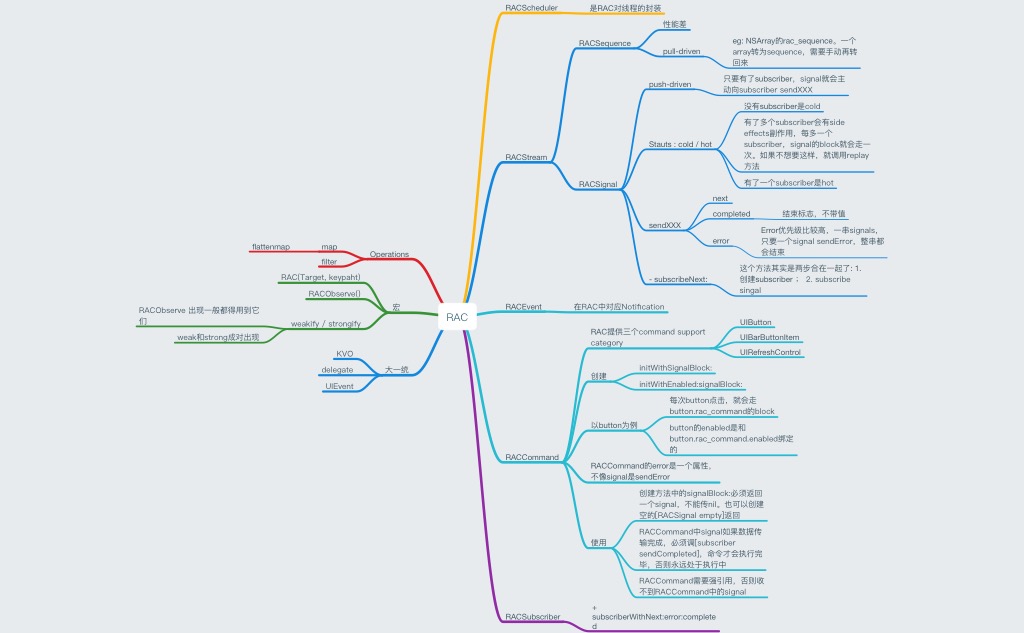 RAC
RACScheduler
是RAC对线程的封装
RACStream
RACSequence
性能差
pull-driven
eg: NSArray的rac_sequence。一个
array转为sequence，需要手动再转
回来
RACSignal
push-driven
只要有了subscriber，signal就会主
动向subscriber sendXXX
Stauts : cold / hot
没有subscriber是cold
有了多个subscriber会有side
effects副作用，每多一个
subscriber，signal的block就会走一
次。如果不想要这样，就调用replay
方法
有了一个subscriber是hot
sendXXX
next
completed
结束标志，不带值
error
Error优先级比较高，一串signals，
只要一个signal sendError，整串都
会结束
- subscribeNext:
这个方法其实是两步合在一起了: 1.
创建subscriber ； 2. subscribe
singal
RACEvent
在RAC中对应Notification
RACCommand
RAC提供三个command support
category
UIButton
UIBarButtonItem
UIRefreshControl
创建
initWithSignalBlock:
initWithEnabled:signalBlock:
以button为例
每次button点击，就会走
button.rac_command的block
button的enabled是和
button.rac_command.enabled绑定
的
RACCommand的error是一个属性，
不像signal是sendError
使用
创建方法中的signalBlock:必须返回
一个signal，不能传nil。也可以创建
空的[RACSignal empty]返回
RACCommand中signal如果数据传
输完成，必须调[subscriber
sendCompleted]，命令才会执行完
毕，否则永远处于执行中
RACCommand需要强引用，否则收
不到RACCommand中的signal
RACSubscriber
+
subscriberWithNext:error:complete
d
Operations
map
flattenmap
filter
宏
RAC(Target, keypaht)
RACObserve()
weakify / strongify
RACObserve 出现一般都得用到它
们
weak和strong成对出现
大一统
KVO
delegate
UIEvent